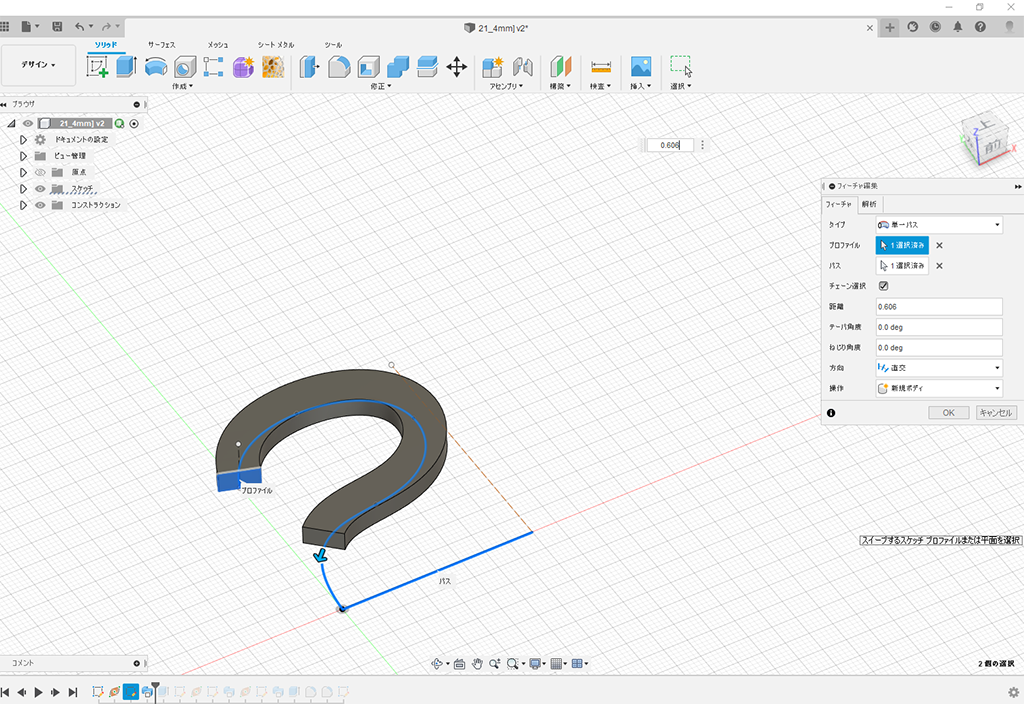 21_4mm] v2*
ソリッド サーフェス メッシュ シート メタル ツール
デザイン
作成 修正 アセンブリ 構築 検査 挿入 選択
ブラウザ
21_4mm] v2
ドキュメントの設定
ビュー管理
原点
スケッチ
コンストラクション
0.606
上
前
Z
X
フィーチャ編集
フィーチャ 解析
タイプ 単一パス
プロファイル 1 選択済み
パス 1 選択済み
チェーン選択
距離 0.606
テーパ角度 0.0 deg
ねじり角度 0.0 deg
方向 直交
操作 新規ボディ
OK キャンセル
プロファイル
スイープするスケッチ プロファイルまたは平面を選択
パス
コメント
2 個の選択